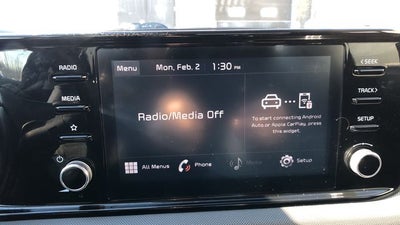 RADIO
MEDIA
Menu Mon, Feb. 2 1:30 PM
Radio/Media Off
To start connecting Android
Auto or Apple CarPlay, press
this widget.
All Menus Phone Media Setup
< SEEK
TRACK >
SETUP